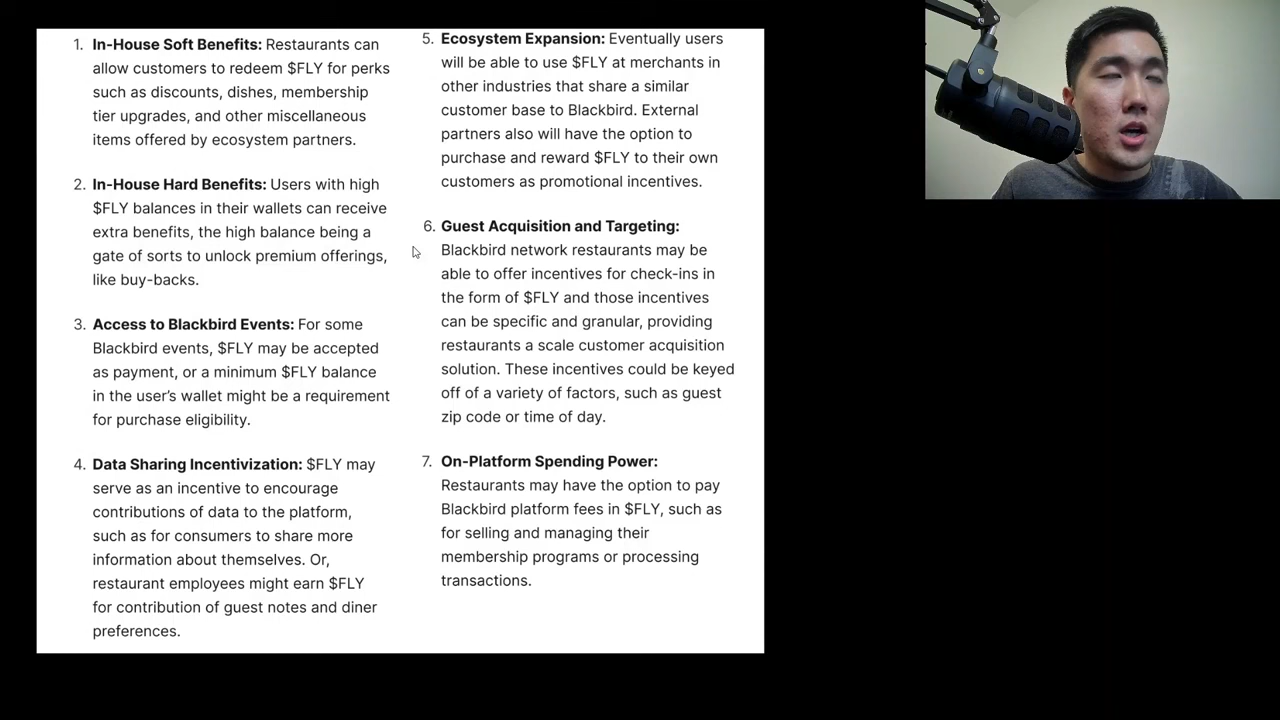 1. In-House Soft Benefits: Restaurants can
allow customers to redeem $FLY for perks
such as discounts, dishes, membership
tier upgrades, and other miscellaneous
items offered by ecosystem partners.
2. In-House Hard Benefits: Users with high
$FLY balances in their wallets can receive
extra benefits, the high balance being a
gate of sorts to unlock premium offerings,
like buy-backs.
3. Access to Blackbird Events: For some
Blackbird events, $FLY may be accepted
as payment, or a minimum $FLY balance
in the user’s wallet might be a requirement
for purchase eligibility.
4. Data Sharing Incentivization: $FLY may
serve as an incentive to encourage
contributions of data to the platform,
such as for consumers to share more
information about themselves. Or,
restaurant employees might earn $FLY
for contribution of guest notes and diner
preferences.
5. Ecosystem Expansion: Eventually users
will be able to use $FLY at merchants in
other industries that share a similar
customer base to Blackbird. External
partners also will have the option to
purchase and reward $FLY to their own
customers as promotional incentives.
6. Guest Acquisition and Targeting:
Blackbird network restaurants may be
able to offer incentives for check-ins in
the form of $FLY and those incentives
can be specific and granular, providing
restaurants a scale customer acquisition
solution. These incentives could be keyed
off of a variety of factors, such as guest
zip code or time of day.
7. On-Platform Spending Power:
Restaurants may have the option to pay
Blackbird platform fees in $FLY, such as
for selling and managing their
membership programs or processing
transactions.